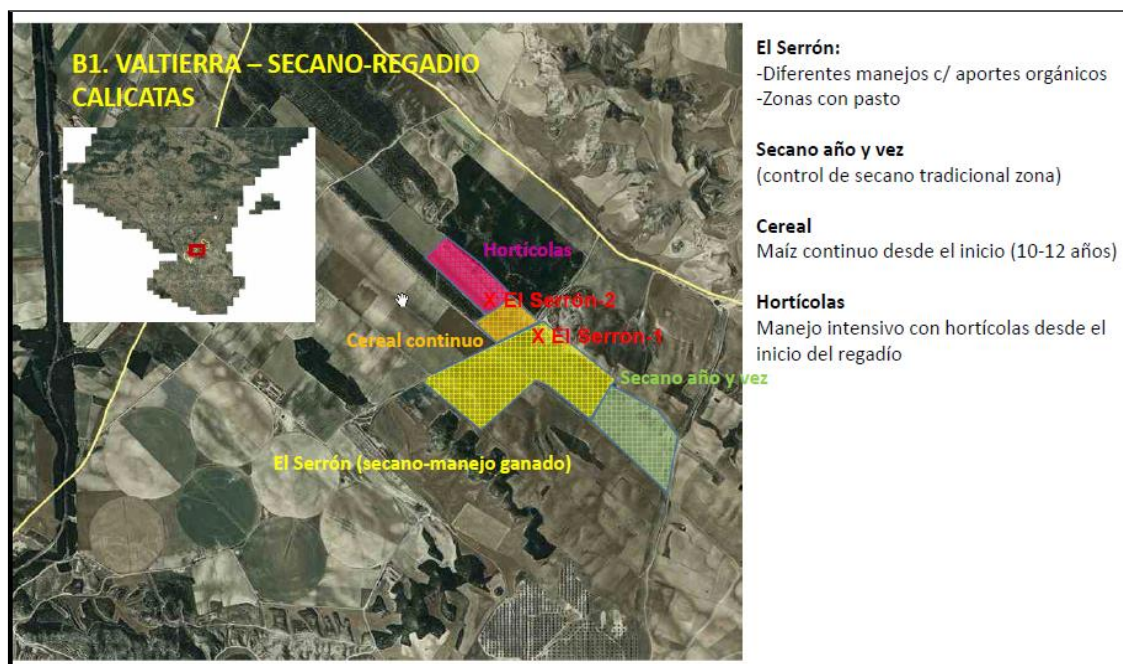 B1. VALTIERRA – SECANO-REGADIO
CALICATAS
Hortícolas
X El Serrón-2
Cereal continuo
X El Serrón-1
Secano año y vez
El Serrón (secano-manejo ganado)
El Serrón:
-Diferentes manejos c/ aportes orgánicos
-Zonas con pasto
Secano año y vez
(control de secano tradicional zona)
Cereal
Maíz continuo desde el inicio (10-12 años)
Hortícolas
Manejo intensivo con hortícolas desde el
inicio del regadío